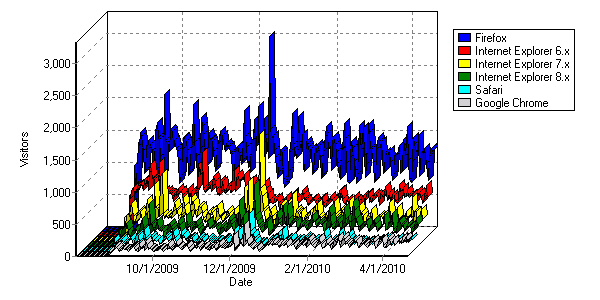 Firefox
Internet Explorer 6.x
Internet Explorer 7.x
Internet Explorer 8.x
Safari
Google Chrome
3,000
2,500
2,000
1,500
1,000
500
0
Visitors
10/1/2009 12/1/2009 2/1/2010 4/1/2010
Date